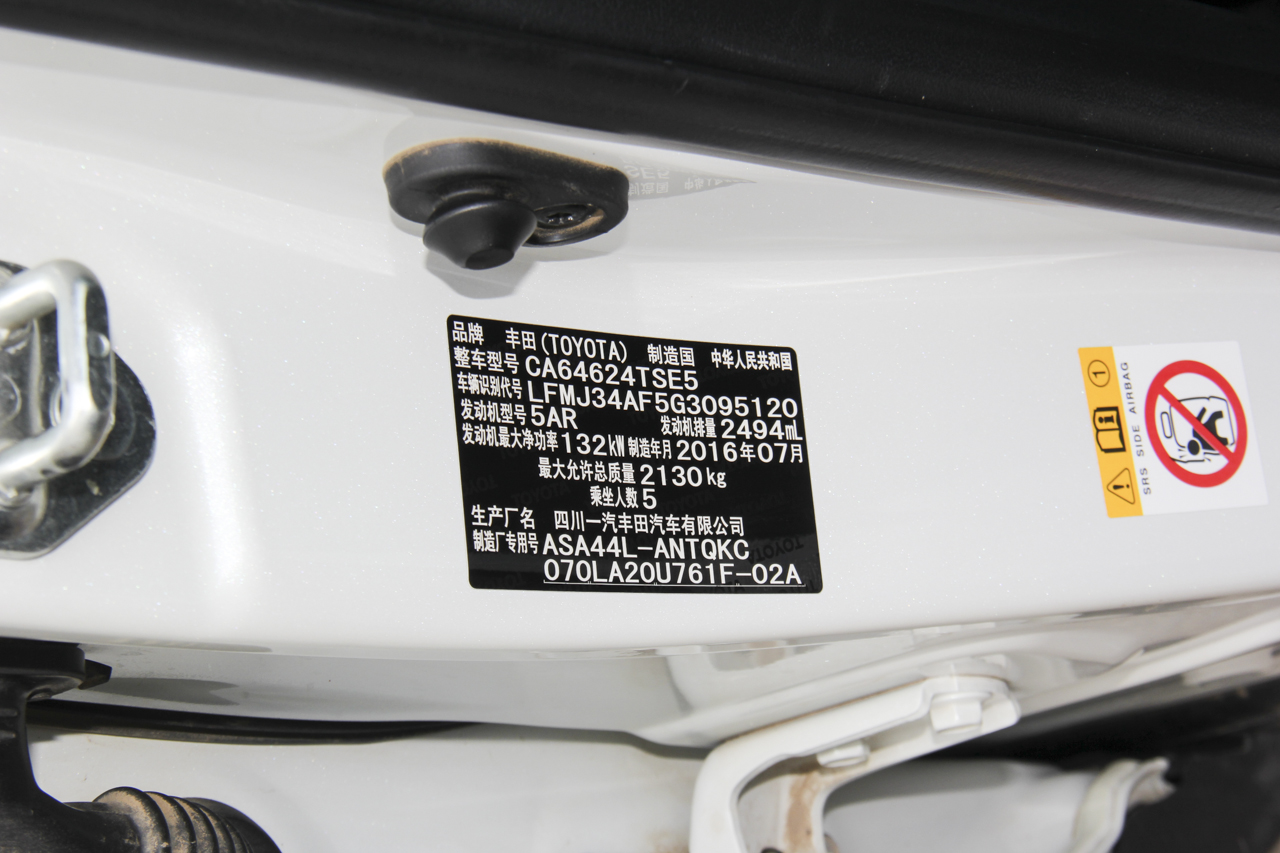 品牌 丰田(TOYOTA) 制造国 中华人民共和国
整车型号 CA64624TSE5
车辆识别代号 LFMJ34AF5G3095120
发动机型号 5AR 发动机排量 2494mL
发动机最大净功率 132kW 制造年月 2016年07月
最大允许总质量 2130kg
乘坐人数 5
生产厂名 四川一汽丰田汽车有限公司
制造厂专用号 ASA44L-ANTQKC
070LA20U761F-02A
1
SRS SIDE AIRBAG